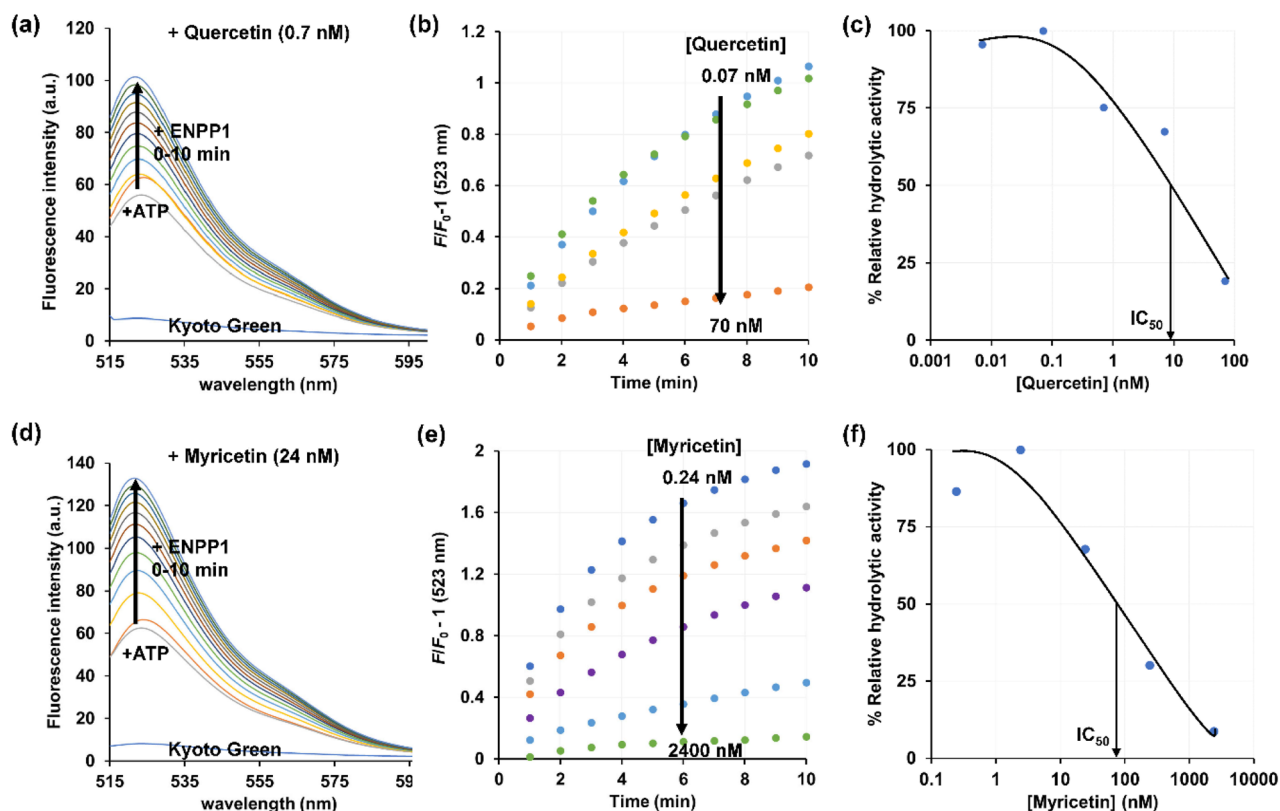 (a)
+ Quercetin (0.7 nM)
Fluorescence intensity (a.u.)
120
100
80
60
40
20
0
+ ENPP1
0-10 min
+ATP
Kyoto Green
515 535 555 575 595
wavelength (nm)
(b)
F/F0-1 (523 nm)
1.2
1
0.8
0.6
0.4
0.2
0
[Quercetin]
0.07 nM
70 nM
0 2 4 6 8 10
Time (min)
(c)
% Relative hydrolytic activity
100
75
50
25
0
IC50
0.001 0.01 0.1 1 10 100
[Quercetin] (nM)
(d)
+ Myricetin (24 nM)
Fluorescence intensity (a.u.)
140
120
100
80
60
40
20
0
+ ENPP1
0-10 min
+ATP
Kyoto Green
515 535 555 575 59
wavelength (nm)
(e)
F/F0 - 1 (523 nm)
2
1.6
1.2
0.8
0.4
0
[Myricetin]
0.24 nM
2400 nM
0 2 4 6 8 10
Time (min)
(f)
% Relative hydrolytic activity
100
75
50
25
0
IC50
0.1 1 10 100 1000 10000
[Myricetin] (nM)